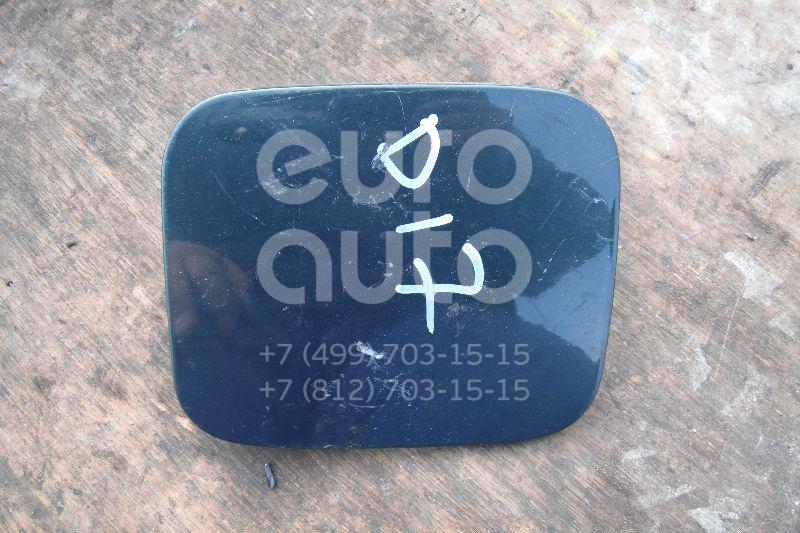 euro
auto
+7 (499) 703-15-15
+7 (812) 703-15-15